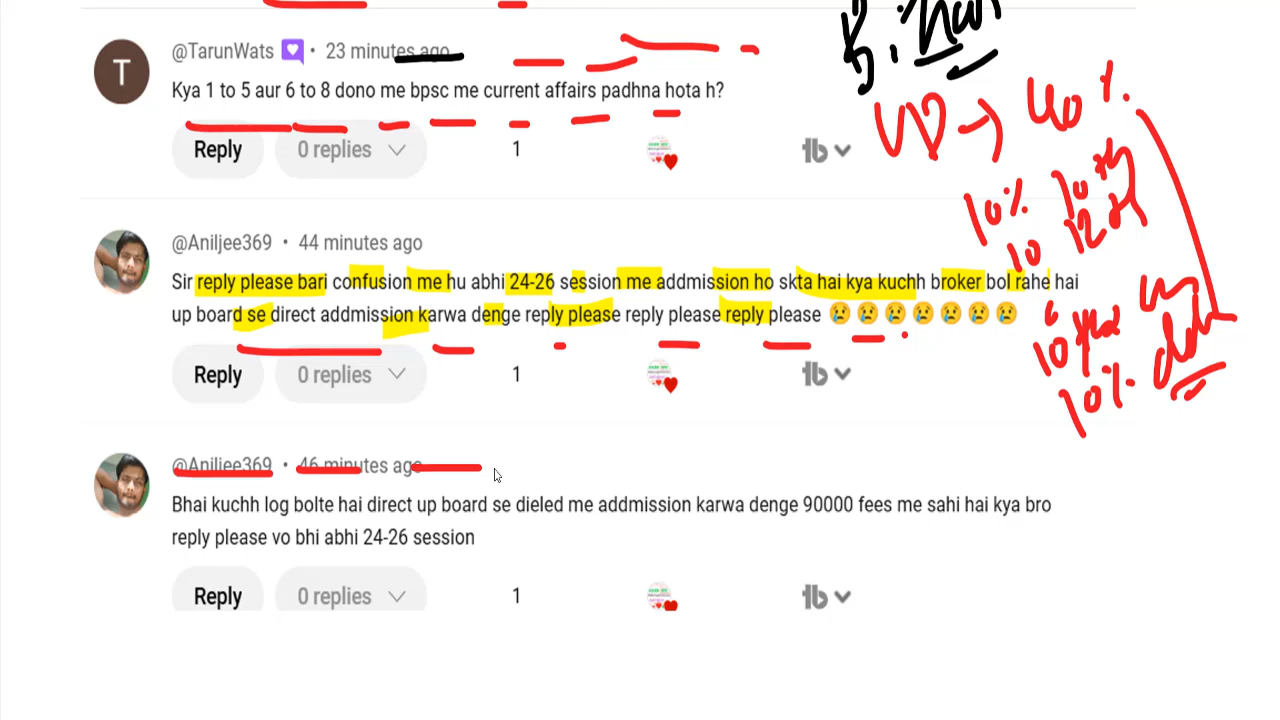 @TarunWats • 23 minutes ago
Kya 1 to 5 aur 6 to 8 dono me bpsc me current affairs padhna hota h?
Reply 0 replies 1
@Aniljee369 • 44 minutes ago
Sir reply please bari confusion me hu abhi 24-26 session me addmission ho skta hai kya kuchh broker bol rahe hai
up board se direct addmission karwa denge reply please reply please reply please 😢😢😢😢😢😢😢
Reply 0 replies 1
@Aniljee369 • 46 minutes ago
Bhai kuchh log bolte hai direct up board se dieled me addmission karwa denge 90000 fees me sahi hai kya bro
reply please vo bhi abhi 24-26 session
Reply 0 replies 1
→ 40 %.
10% 10th
10 12th
10%